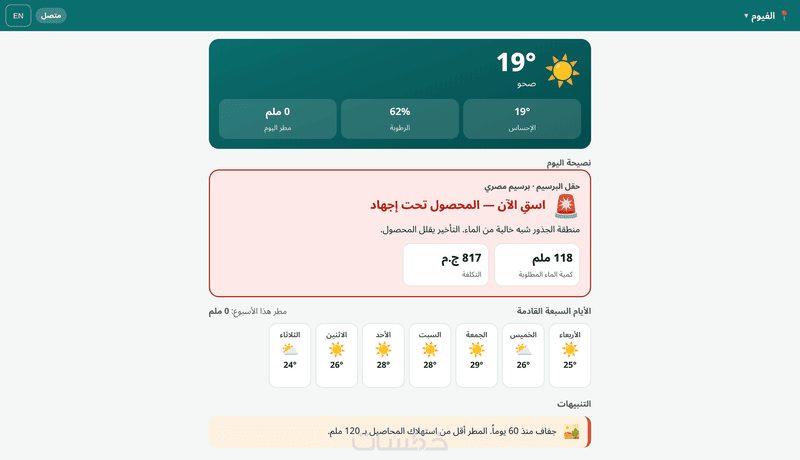 📍 الفيوم ▾
متصل
EN
19°
صحو
19°
الإحساس
62%
الرطوبة
0 ملم
مطر اليوم
نصيحة اليوم
حقل البرسيم · برسيم مصري
اسقِ الآن — المحصول تحت إجهاد
منطقة الجذور شبه خالية من الماء. التأخير يقلل المحصول.
118 ملم
كمية الماء المطلوبة
817 ج.م
التكلفة
الأيام السبعة القادمة
مطر هذا الأسبوع: 0 ملم
الأربعاء
25°
الخميس
26°
الجمعة
29°
السبت
28°
الأحد
28°
الاثنين
26°
الثلاثاء
24°
التنبيهات
جفاف منذ 60 يوماً. المطر أقل من استهلاك المحاصيل بـ 120 ملم.